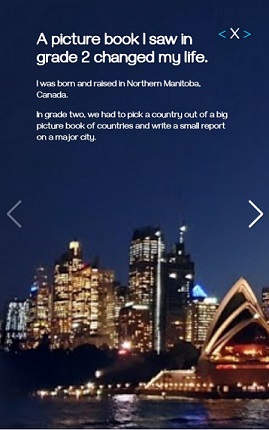 A picture book I saw in
grade 2 changed my life.
< X >
I was born and raised in Northern Manitoba,
Canada.
In grade two, we had to pick a country out of a big
picture book of countries and write a small report
on a major city.